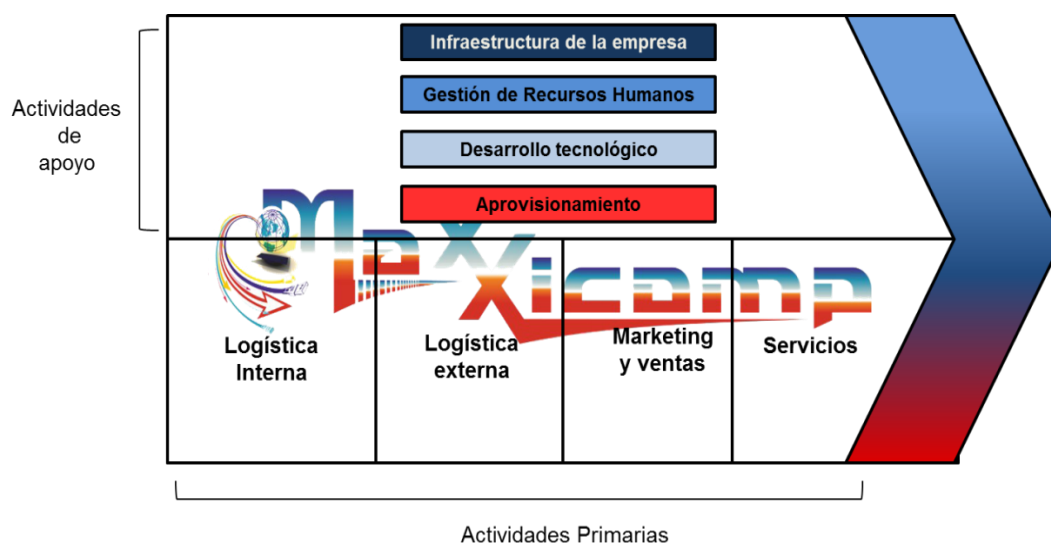 Infraestructura de la empresa
Gestión de Recursos Humanos
Desarrollo tecnológico
Aprovisionamiento
Actividades
de
apoyo
Maxxicomp
Logística
Interna
Logística
externa
Marketing
y ventas
Servicios
Actividades Primarias